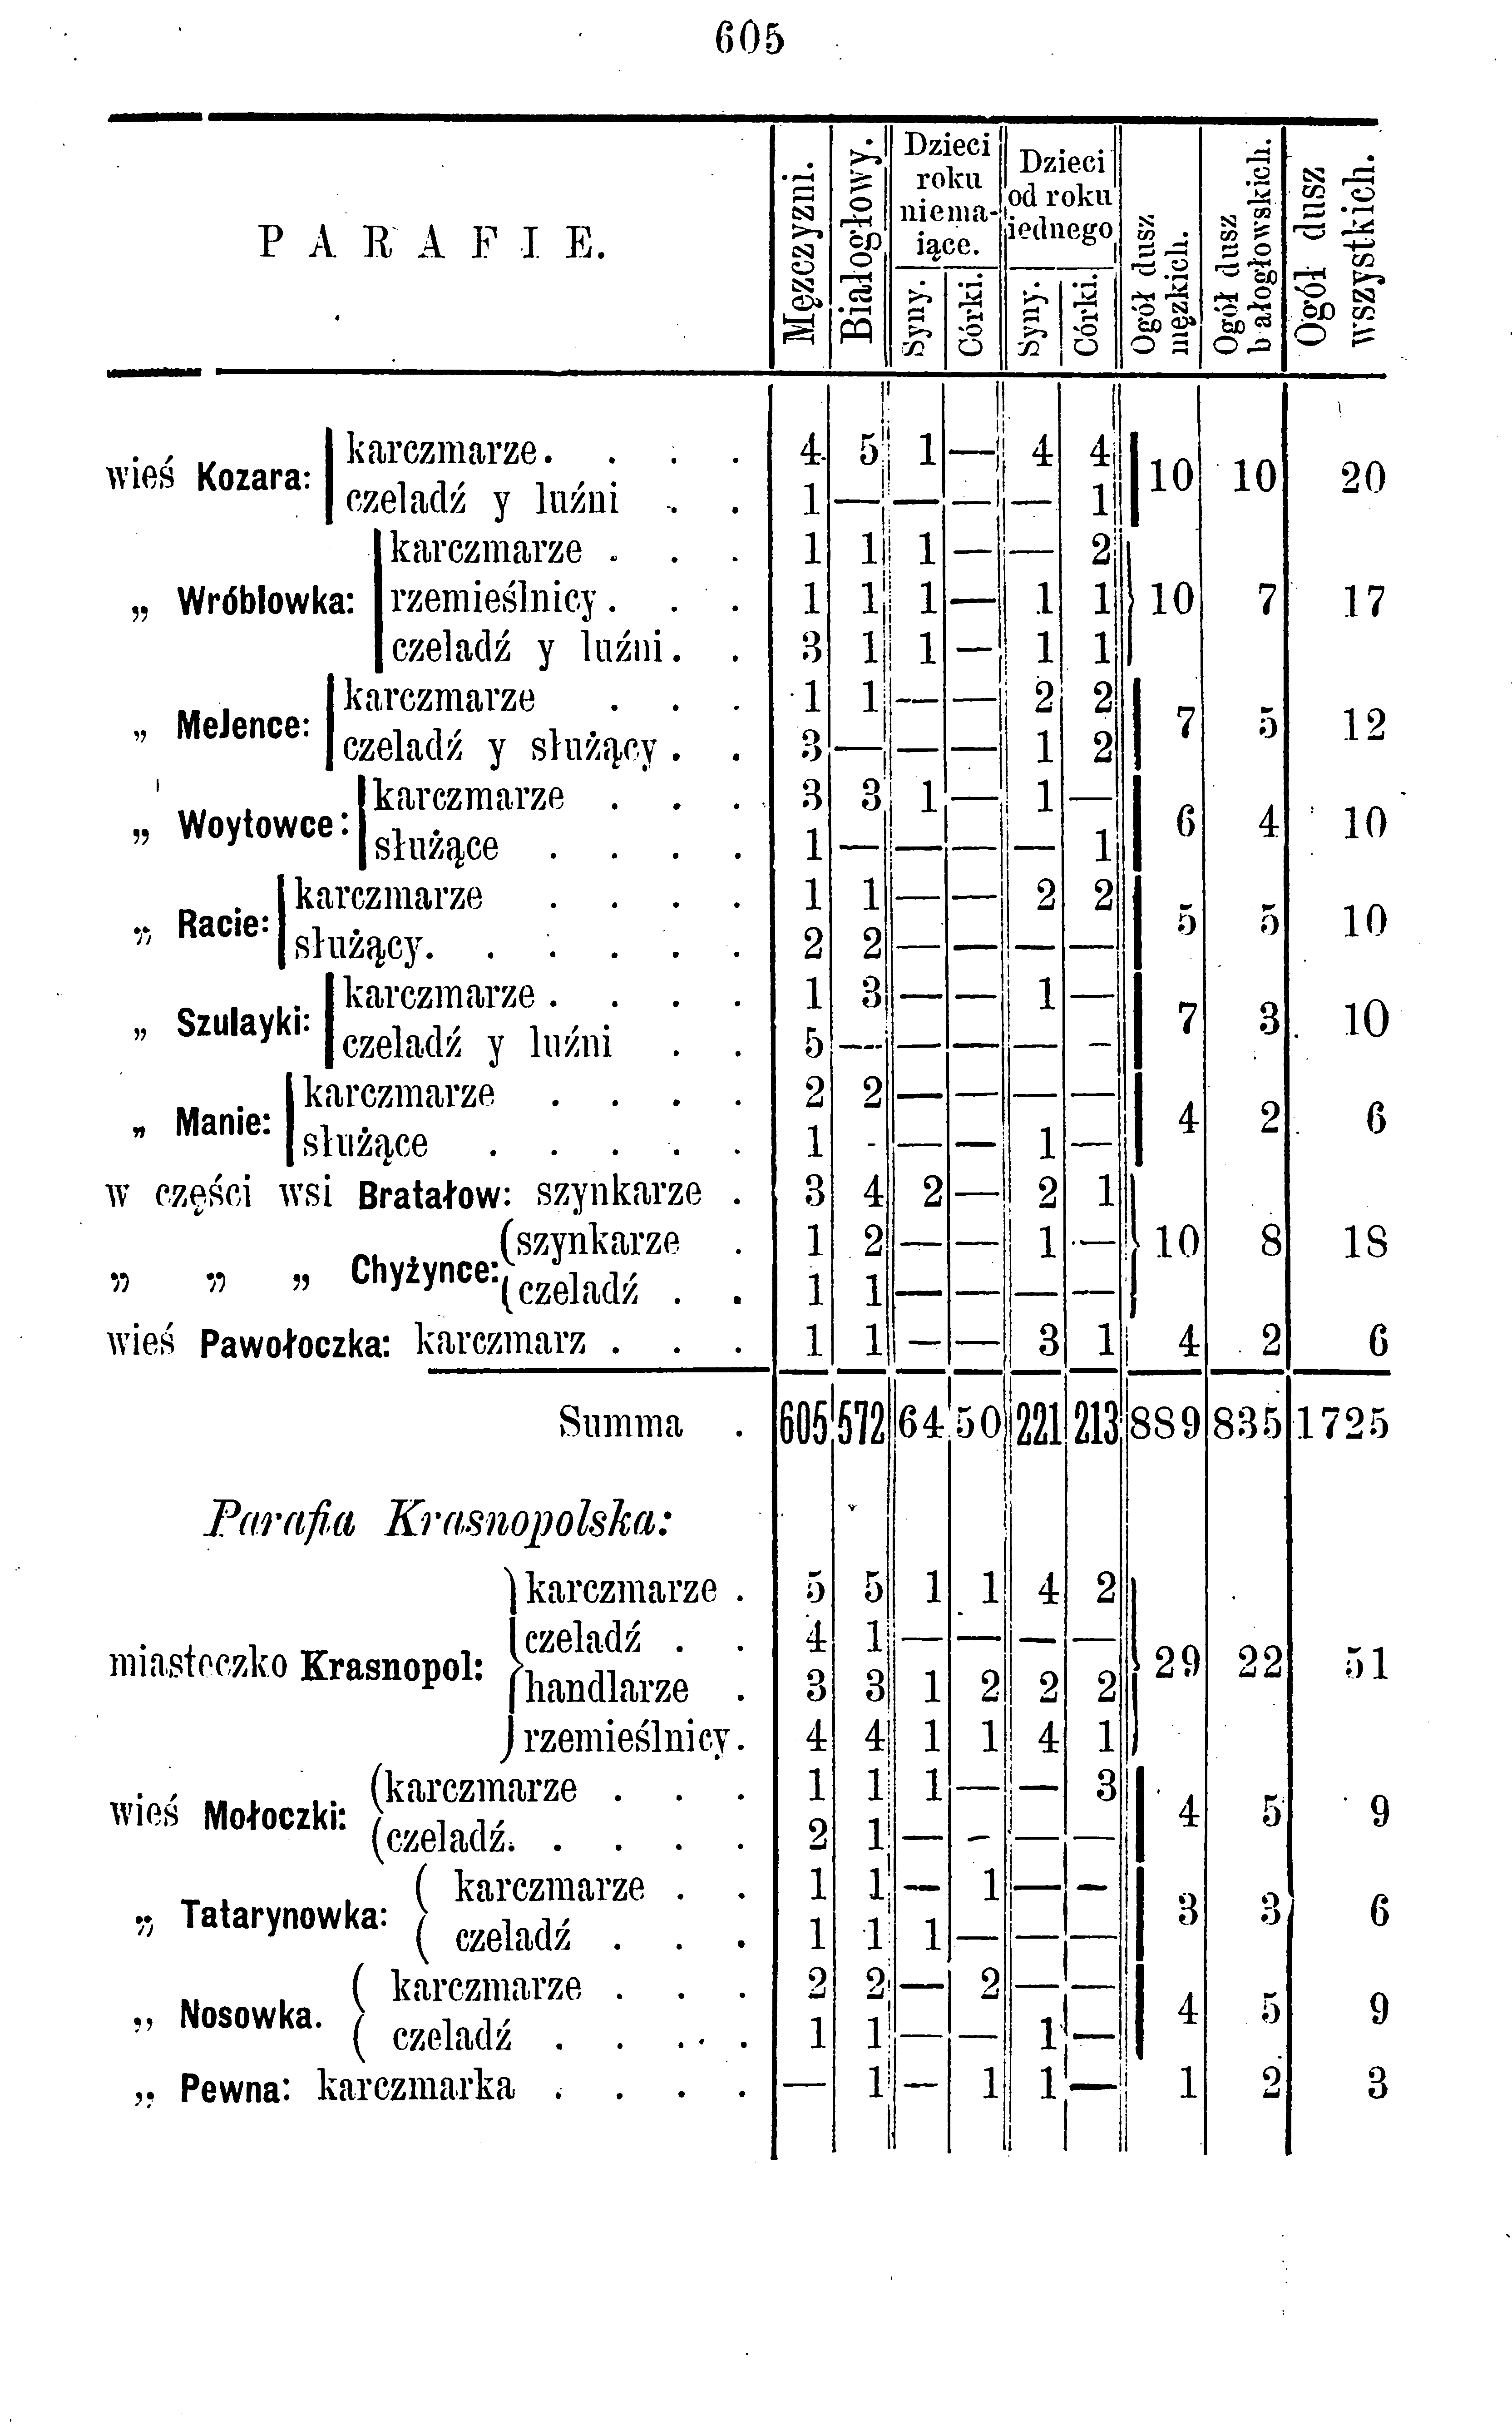 605
PARAFIE.
Męzczyzni.
Białogłowy.
Dzieci
roku
niema-
iące.
Syny.
Córki.
Dzieci
od roku
iednego
Syny.
Córki.
Ogół dusz
męzkich.
Ogół dusz
białogłowskich.
Ogół dusz
wszystkich.
wieś Kozara: karczmarze. . . . 4 5 1 — 4 4 10 10 20
czeladź y luźni . . 1 — — — — 1
„ Wróblowka: karczmarze . . . 1 1 1 — — 2 10 7 17
rzemieślnicy . . . 1 1 1 — 1 1
czeladź y luźni . . 3 1 1 — 1 1
„ Mejence: karczmarze . . . 1 1 — — 2 2 7 5 12
czeladź y służący . . 3 — — — 1 2
„ Woytowce: karczmarze . . . 3 3 1 — 1 — 6 4 10
służące . . . . 1 — — — — 1
„ Racie: karczmarze . . . . 1 1 — — 2 2 5 5 10
służący. . . . . . 2 2 — — — —
„ Szulayki: karczmarze . . . . 1 3 — — 1 — 7 3 10
czeladź y luźni . . 5 — — — — —
„ Manie: karczmarze . . . . 2 2 — — — — 4 2 6
służące . . . . . 1 - — — 1 —
w części wsi Bratałow: szynkarze . 3 4 2 — 2 1 10 8 18
„ „ „ Chyżynce: szynkarze . 1 2 — — 1 —
czeladź . . 1 1 — — — —
wieś Pawołoczka: karczmarz . . . 1 1 — — 3 1 4 2 6
Summa . 605 572 64 50 221 213 889 835 1725
Parafia Krasnopolska:
miasteczko Krasnopol: karczmarze . 5 5 1 1 4 2 29 22 51
czeladź . . 4 1 — — — —
handlarze . 3 3 1 2 2 2
rzemieślnicy. 4 4 1 1 4 1
wieś Mołoczki: karczmarze . . . 1 1 1 — — 3 4 5 9
czeladź. . . . . 2 1 — — — —
„ Tatarynowka: karczmarze . . 1 1 — 1 — — 3 3 6
czeladź . . . 1 1 1 — — —
„ Nosowka. karczmarze . . . 2 2 — 2 — — 4 5 9
czeladź . . . . 1 1 — — 1 —
„ Pewna: karczmarka . . . . — 1 — 1 1 — 1 2 3